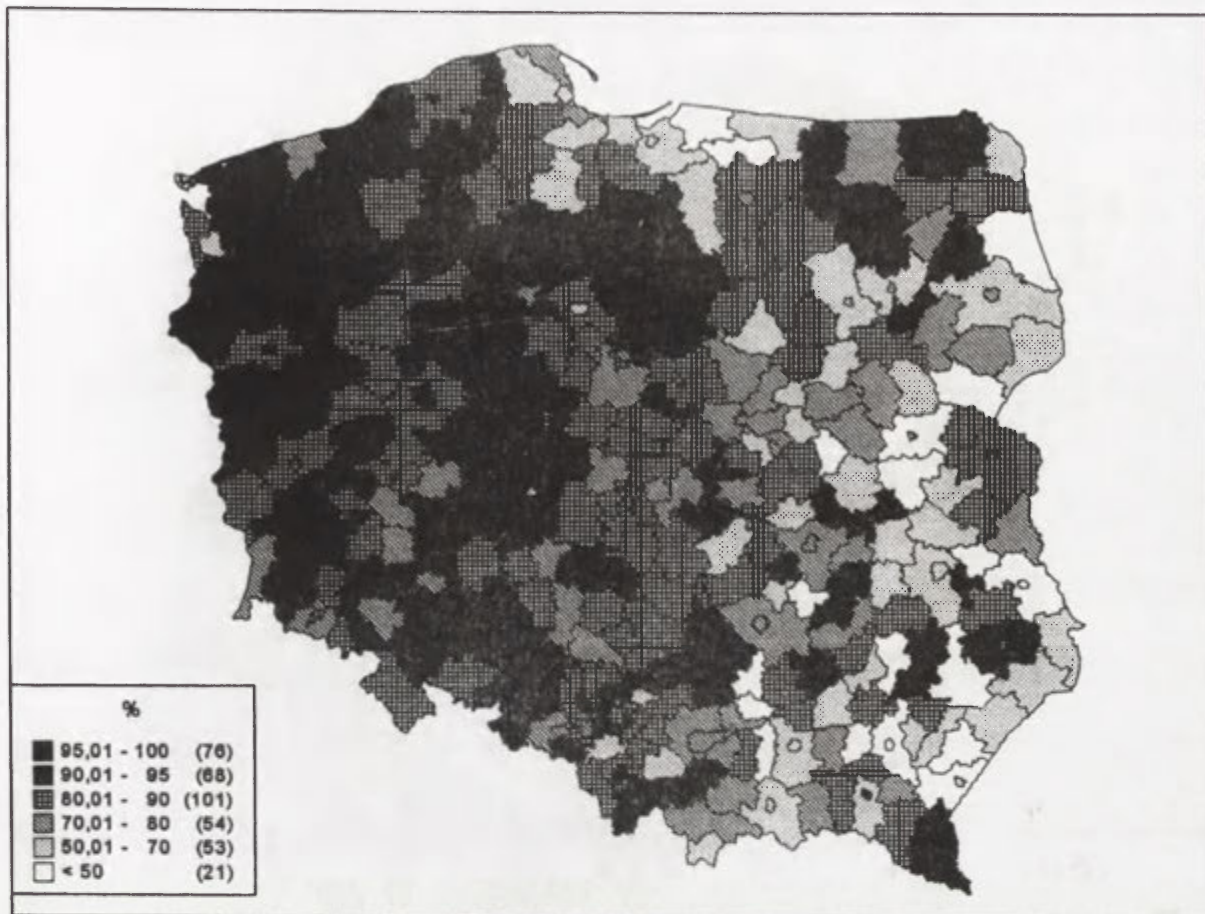 %
95,01 - 100 (76)
90,01 - 95 (68)
80,01 - 90 (101)
70,01 - 80 (54)
50,01 - 70 (53)
< 50 (21)